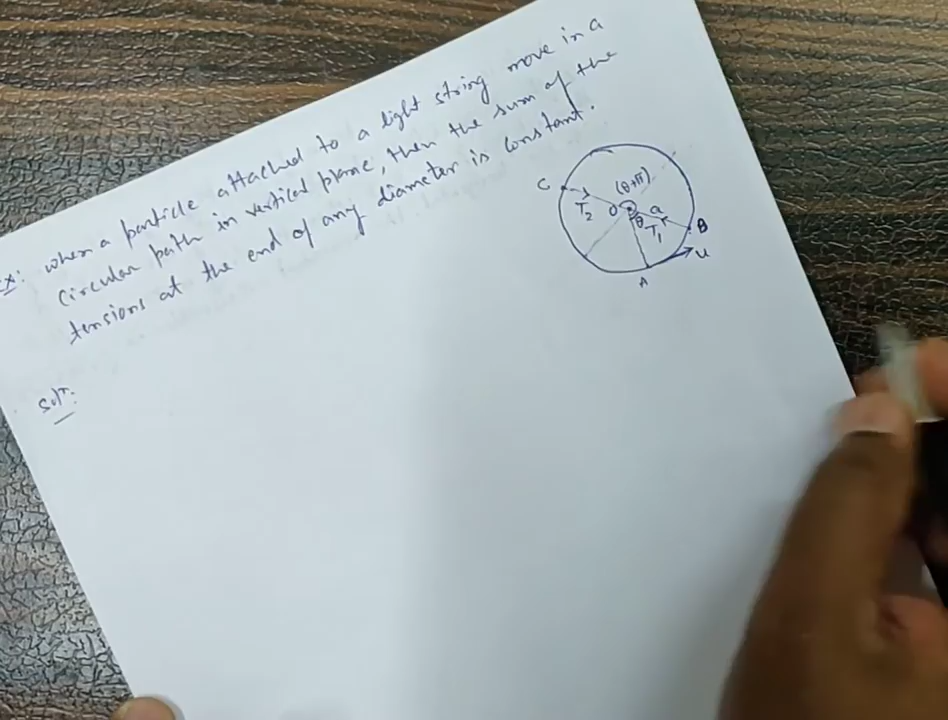 Ex: when a particle attached to a light string move in a
circular path in vertical plane, then the sum of the
tensions at the end of any diameter is constant.
C
(θ+π)
T₂
O
a
θ
T₁
B
u
A
Solⁿ: